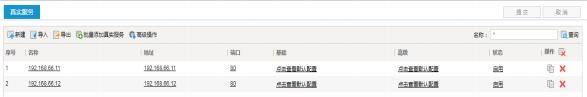 真实服务
提交 取消
新建 导入 导出 批量添加真实服务 高级操作 名称: * 查询
序号 名称 地址 端口 基础 高级 状态 操作
1 192.168.66.11 192.168.66.11 80 点击查看默认配置 点击查看默认配置 启用
2 192.168.66.12 192.168.66.12 80 点击查看默认配置 点击查看默认配置 启用